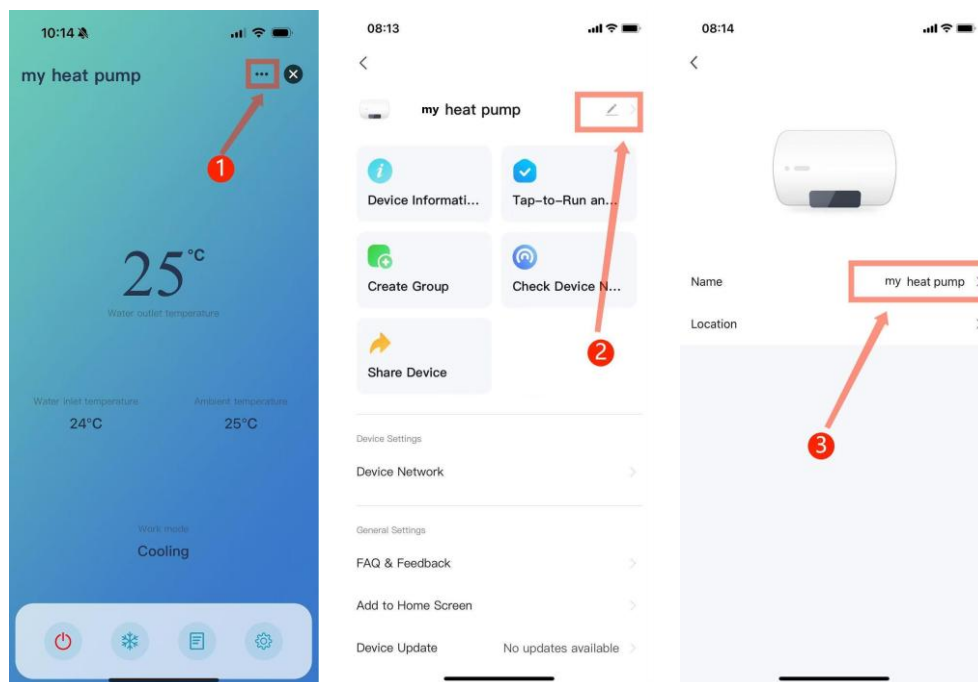 10:14
my heat pump
1
25°C
Water outlet temperature
Water inlet temperature
24°C
Ambient temperature
25°C
Work mode
Cooling
08:13
my heat pump
Device Informati...
Tap-to-Run an...
Create Group
Check Device N...
Share Device
2
Device Settings
Device Network
General Settings
FAQ & Feedback
Add to Home Screen
Device Update
No updates available
08:14
Name
my heat pump
Location
3